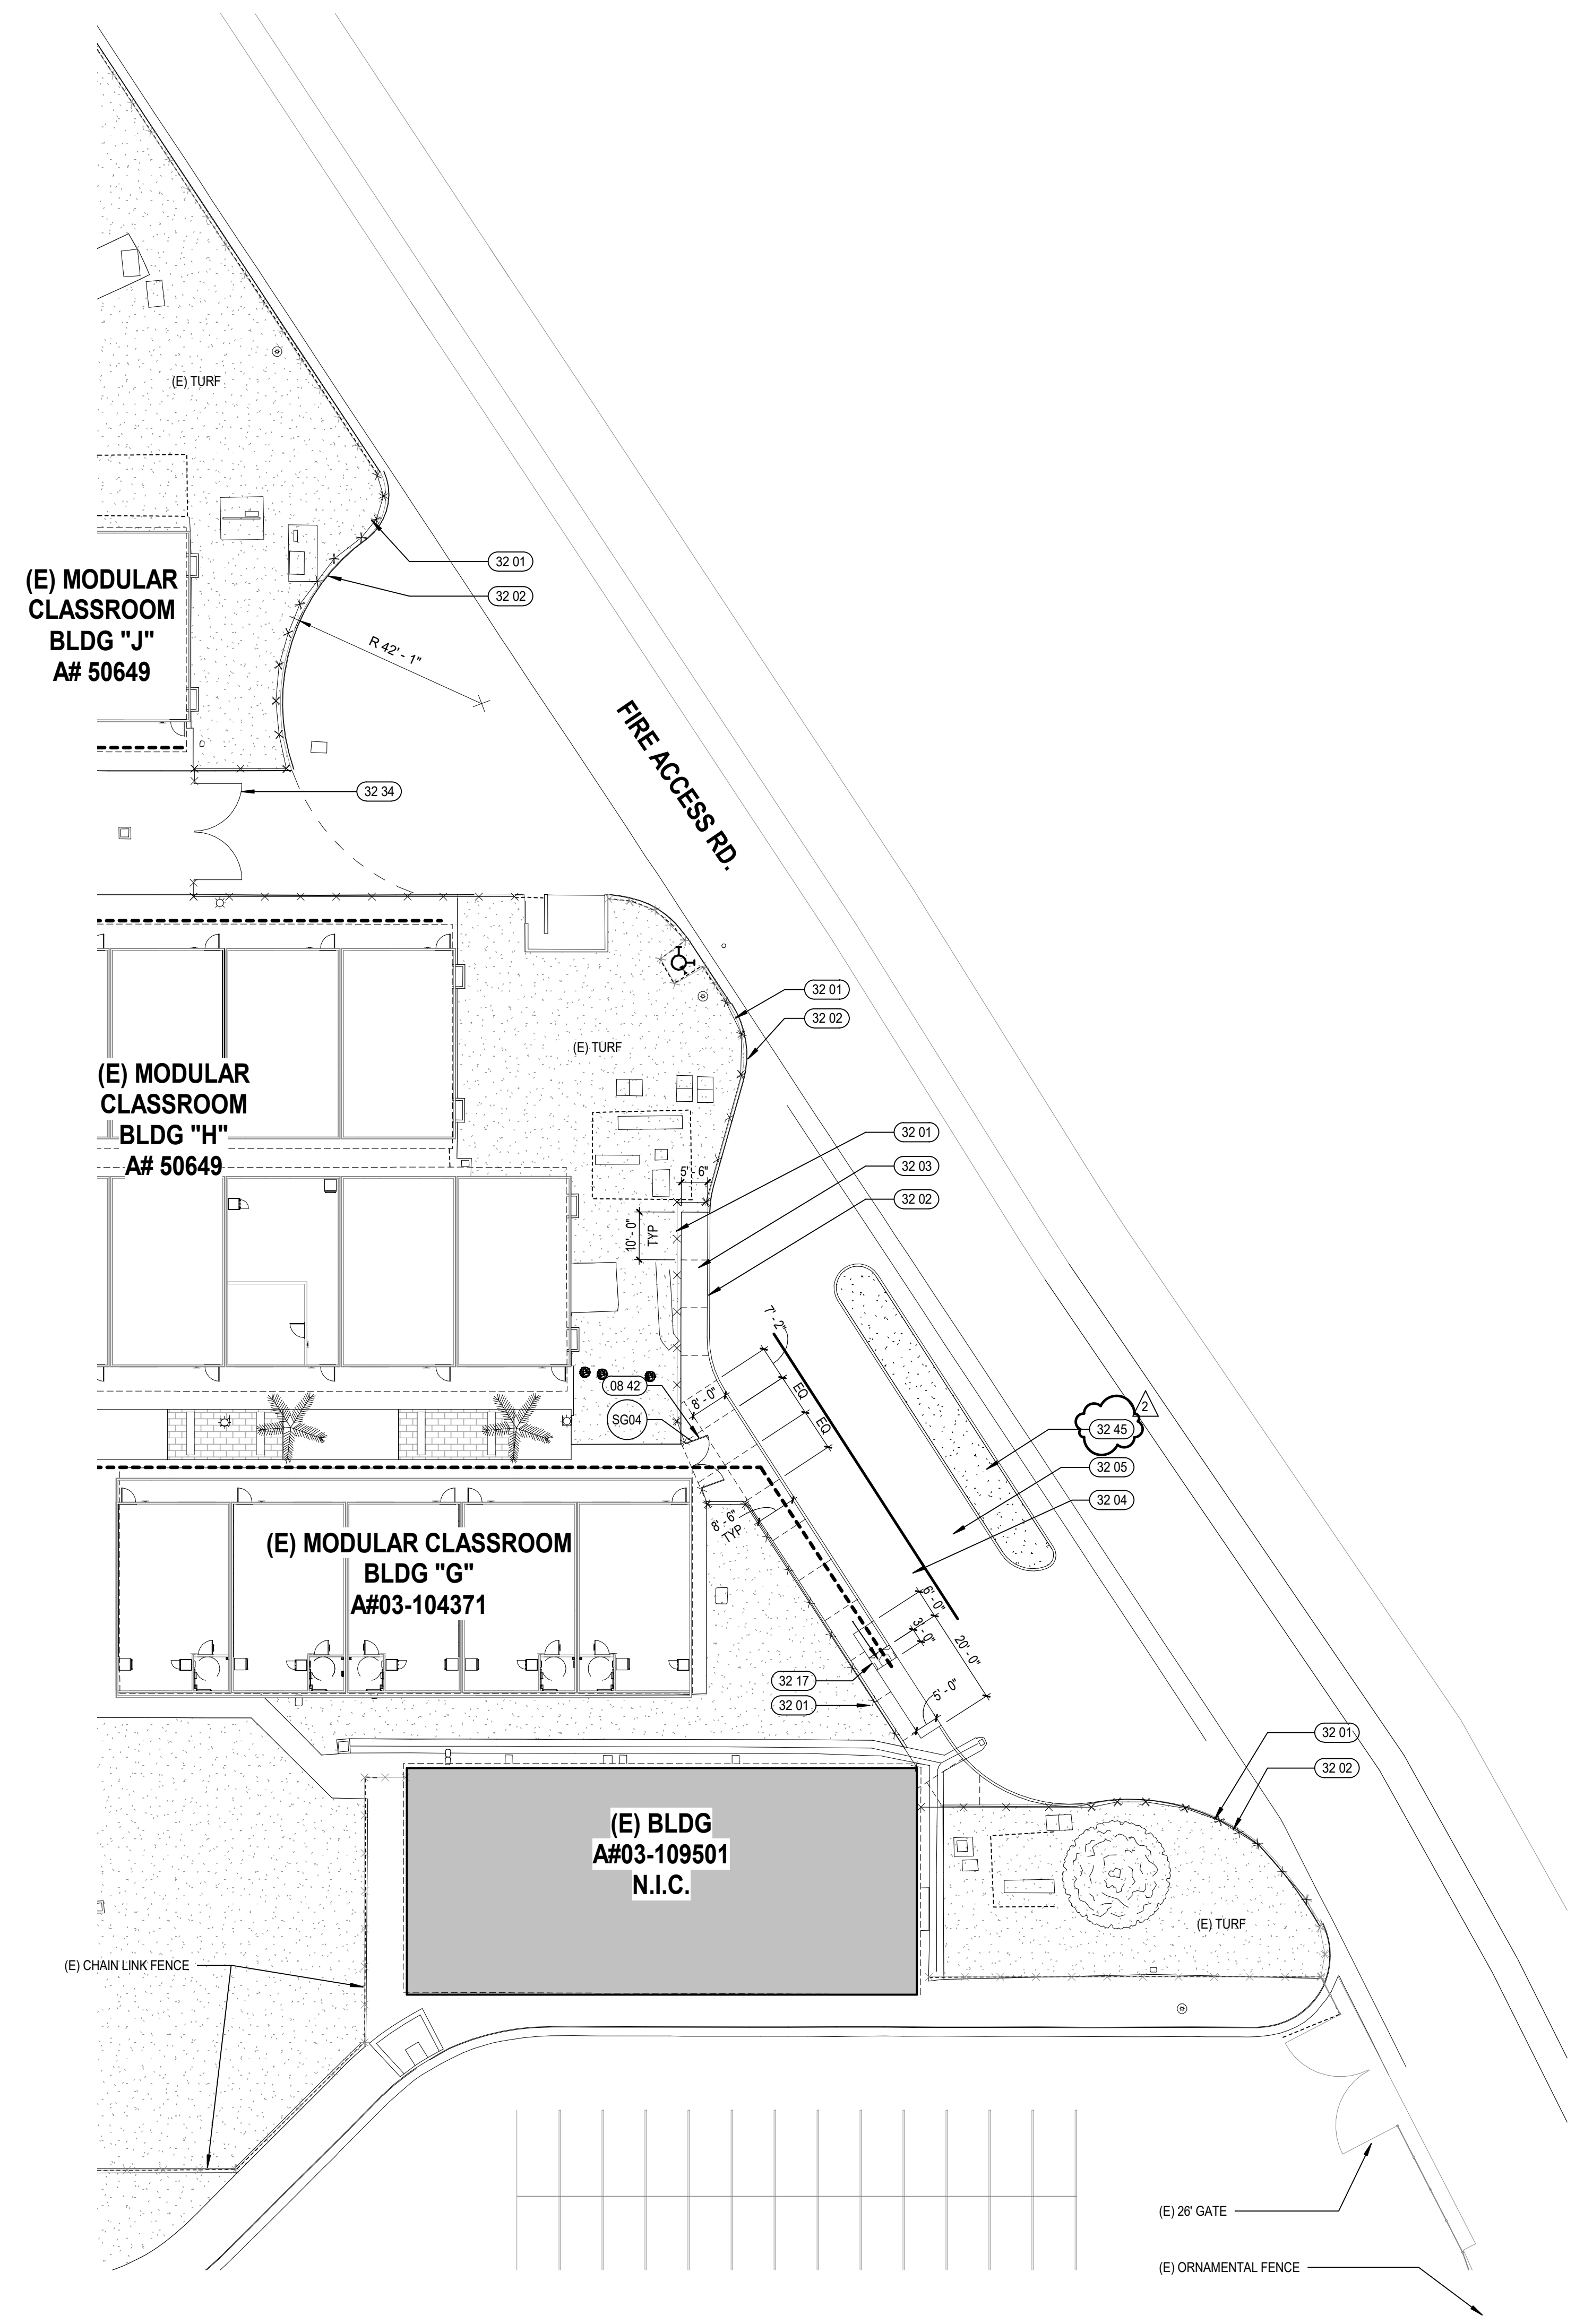 (E) TURF
32 01
32 02
(E) MODULAR
CLASSROOM
BLDG "J"
A# 50649
R 42' - 1"
FIRE ACCESS RD.
32 34
32 01
32 02
(E) TURF
(E) MODULAR
CLASSROOM
BLDG "H"
A# 50649
32 01
32 03
32 02
5' - 6"
10' - 0"
TYP
7' - 2"
EQ
EQ
8' - 0"
08 42
SG04
2
32 45
32 05
32 04
8' - 6"
TYP
(E) MODULAR CLASSROOM
BLDG "G"
A#03-104371
6' - 0"
3' - 0"
20' - 0"
5' - 0"
32 17
32 01
32 01
32 02
(E) BLDG
A#03-109501
N.I.C.
(E) TURF
(E) CHAIN LINK FENCE
(E) 26' GATE
(E) ORNAMENTAL FENCE